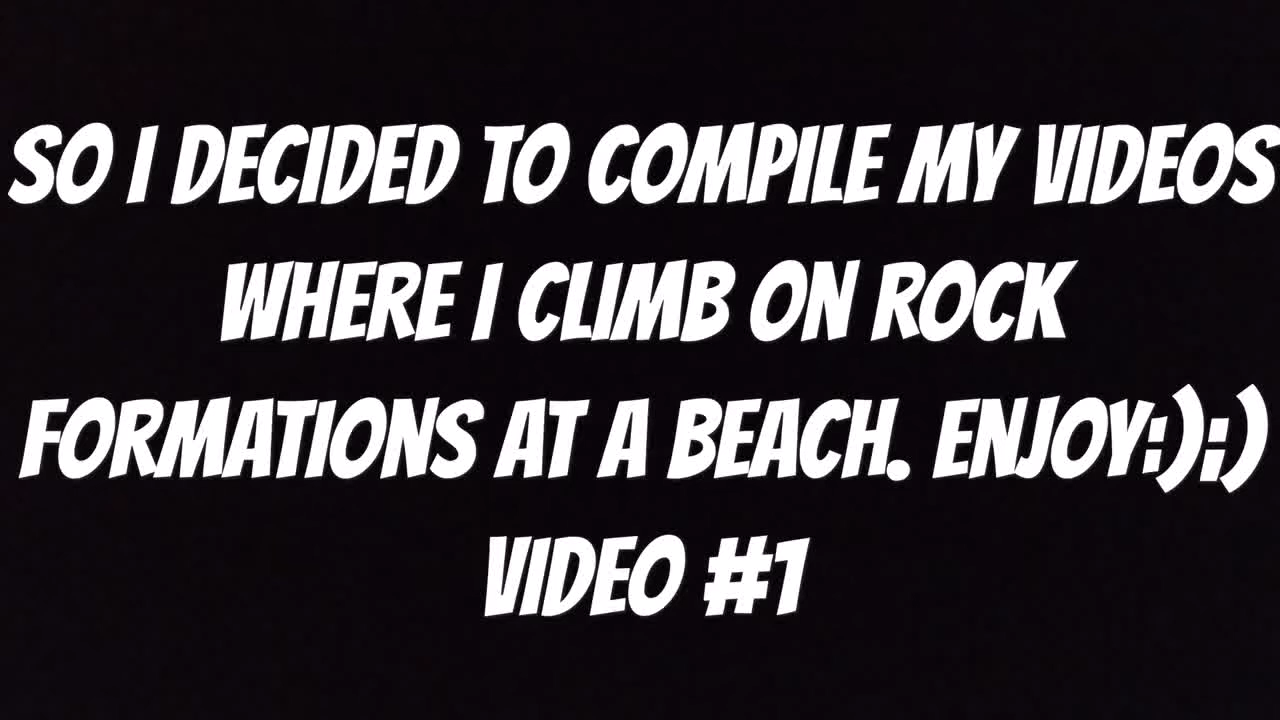 SO I DECIDED TO COMPILE MY VIDEOS
WHERE I CLIMB ON ROCK
FORMATIONS AT A BEACH. ENJOY:);)
VIDEO #1